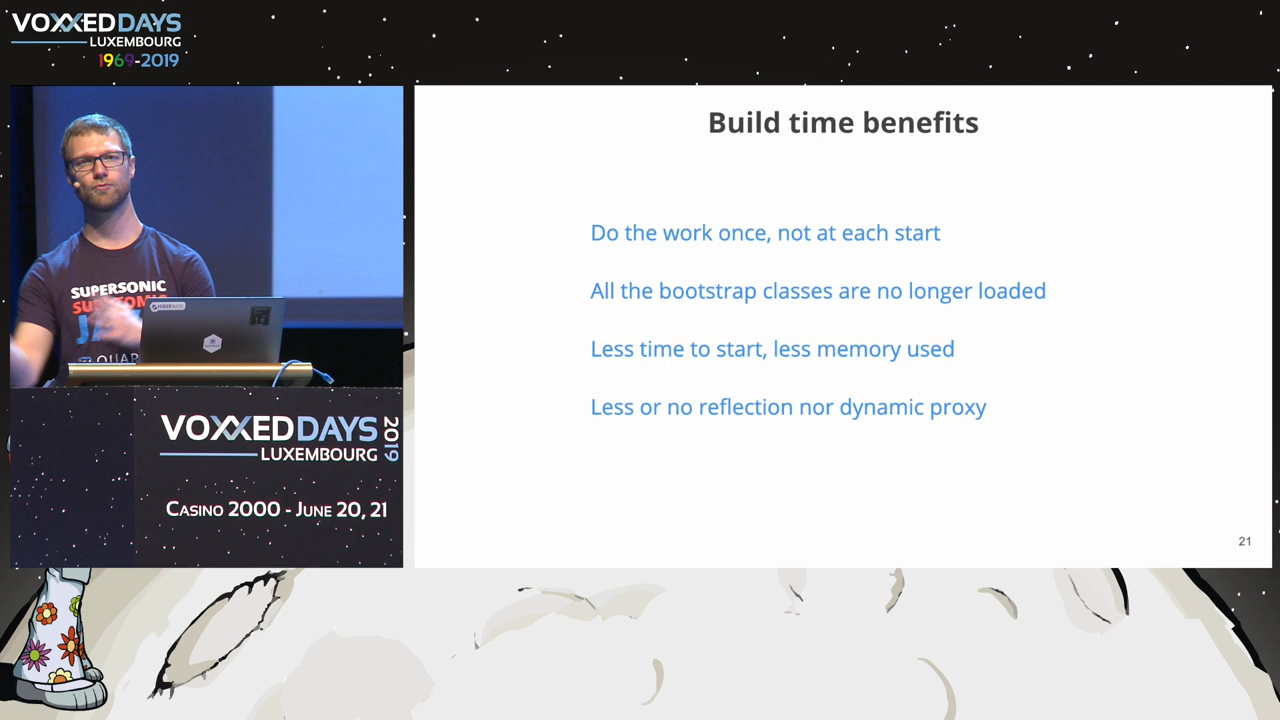 VOXXED DAYS
LUXEMBOURG
1969-2019
Build time benefits
Do the work once, not at each start
All the bootstrap classes are no longer loaded
Less time to start, less memory used
Less or no reflection nor dynamic proxy
21
SUPERSONIC
HIBERNATE
QUAR
VOXXED DAYS
2019
LUXEMBOURG
CASINO 2000 - JUNE 20, 21